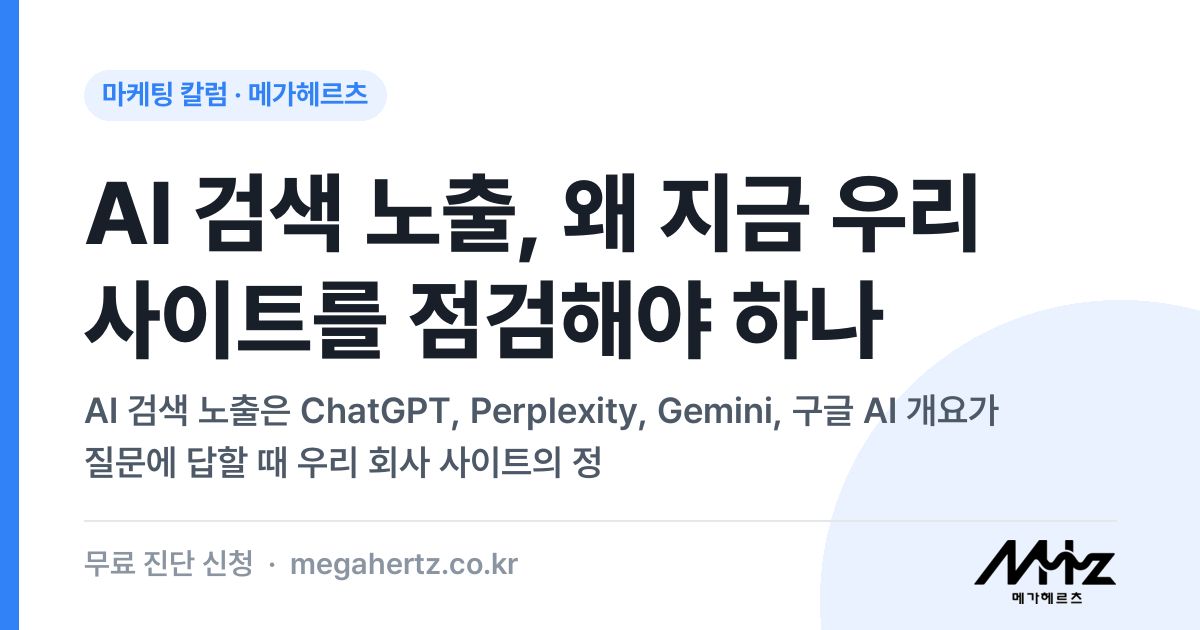 마케팅 칼럼 · 메가헤르츠
AI 검색 노출, 왜 지금 우리
사이트를 점검해야 하나
AI 검색 노출은 ChatGPT, Perplexity, Gemini, 구글 AI 개요가
질문에 답할 때 우리 회사 사이트의 정
무료 진단 신청 · megahertz.co.kr
MHz
메가헤르츠